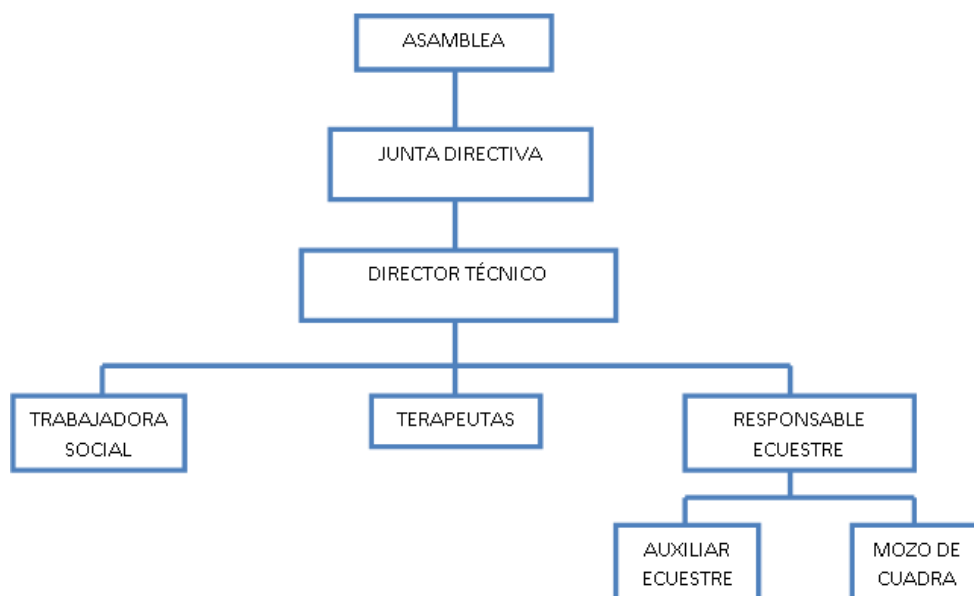 ASAMBLEA
JUNTA DIRECTIVA
DIRECTOR TÉCNICO
TRABAJADORA
SOCIAL
TERAPEUTAS
RESPONSABLE
ECUESTRE
AUXILIAR
ECUESTRE
MOZO DE
CUADRA